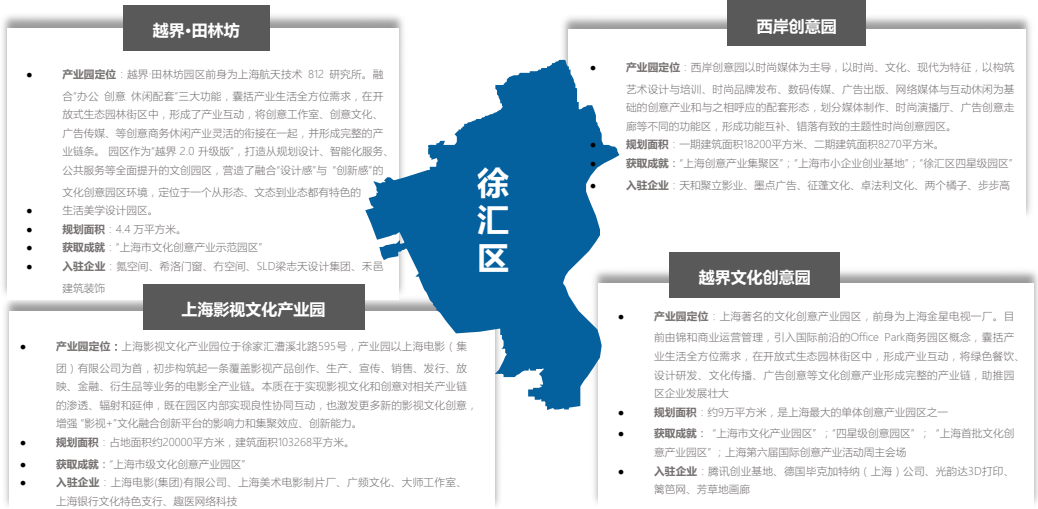 越界·田林坊
产业园定位：越界·田林坊园区前身为上海航天技术 812 研究所。融
合“办公 创意 休闲配套”三大功能，囊括产业生活全方位需求，在开
放式生态园林街区中，形成了产业互动，将创意工作室、创意文化、
广告传媒、等创意商务休闲产业灵活的衔接在一起，并形成完整的产
业链条。 园区作为“越界 2.0 升级版”，打造从规划设计、智能化服务、
公共服务等全面提升的文创园区，营造了融合“设计感”与 “创新感”的
文化创意园区环境，定位于一个从形态、文态到业态都有特色的
生活美学设计园区。
规划面积：4.4 万平方米。
获取成就：“上海市文化创意产业示范园区”
入驻企业：氪空间、希洛门窗、冇空间、SLD梁志天设计集团、禾邑
建筑装饰
西岸创意园
产业园定位：西岸创意园以时尚媒体为主导，以时尚、文化、现代为特征，以构筑
艺术设计与培训、时尚品牌发布、数码传媒、广告出版、网络媒体与互动休闲为基
础的创意产业和与之相呼应的配套形态，划分媒体制作、时尚演播厅、广告创意走
廊等不同的功能区，形成功能互补、错落有致的主题性时尚创意园区。
规划面积：一期建筑面积18200平方米、二期建筑面积8270平方米。
获取成就：“上海创意产业集聚区”；“上海市小企业创业基地”；“徐汇区四星级园区”
入驻企业：天和聚立影业、墨点广告、征蓬文化、卓法利文化、两个橘子、步步高
徐
汇
区
上海影视文化产业园
产业园定位：上海影视文化产业园位于徐家汇漕溪北路595号，产业园以上海电影（集
团）有限公司为首，初步构筑起一条覆盖影视产品创作、生产、宣传、销售、发行、放
映、金融、衍生品等业务的电影全产业链。本质在于实现影视文化和创意对相关产业链
的渗透、辐射和延伸，既在园区内部实现良性协同互动，也激发更多新的影视文化创意，
增强 “影视+”文化融合创新平台的影响力和集聚效应、创新能力。
规划面积：占地面积约20000平方米，建筑面积103268平方米。
获取成就：“上海市级文化创意产业园区”
入驻企业：上海电影(集团)有限公司、上海美术电影制片厂、广频文化、大师工作室、
上海银行文化特色支行、趣医网络科技
越界文化创意园
产业园定位：上海著名的文化创意产业园区，前身为上海金星电视一厂。目
前由锦和商业运营管理，引入国际前沿的Office Park商务园区概念，囊括产
业生活全方位需求，在开放式生态园林街区中，形成产业互动，将绿色餐饮、
设计研发、文化传播、广告创意等文化创意产业形成完整的产业链，助推园
区企业发展壮大
规划面积：约9万平方米，是上海最大的单体创意产业园区之一
获取成就： “上海市文化产业园区” ；“四星级创意园区” ； “上海首批文化创
意产业园区”；上海第六届国际创意产业活动周主会场
入驻企业：腾讯创业基地、德国毕克加特纳（上海）公司、光韵达3D打印、
篱笆网、芳草地画廊